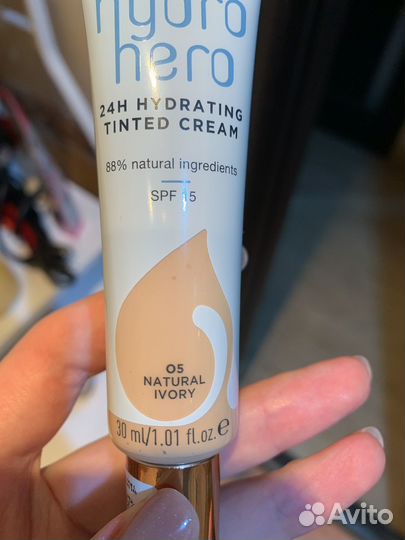 hydro
hero
24H HYDRATING
TINTED CREAM
88% natural ingredients
SPF 15
05
NATURAL
IVORY
30 ml/1.01 fl.oz.e
Avito